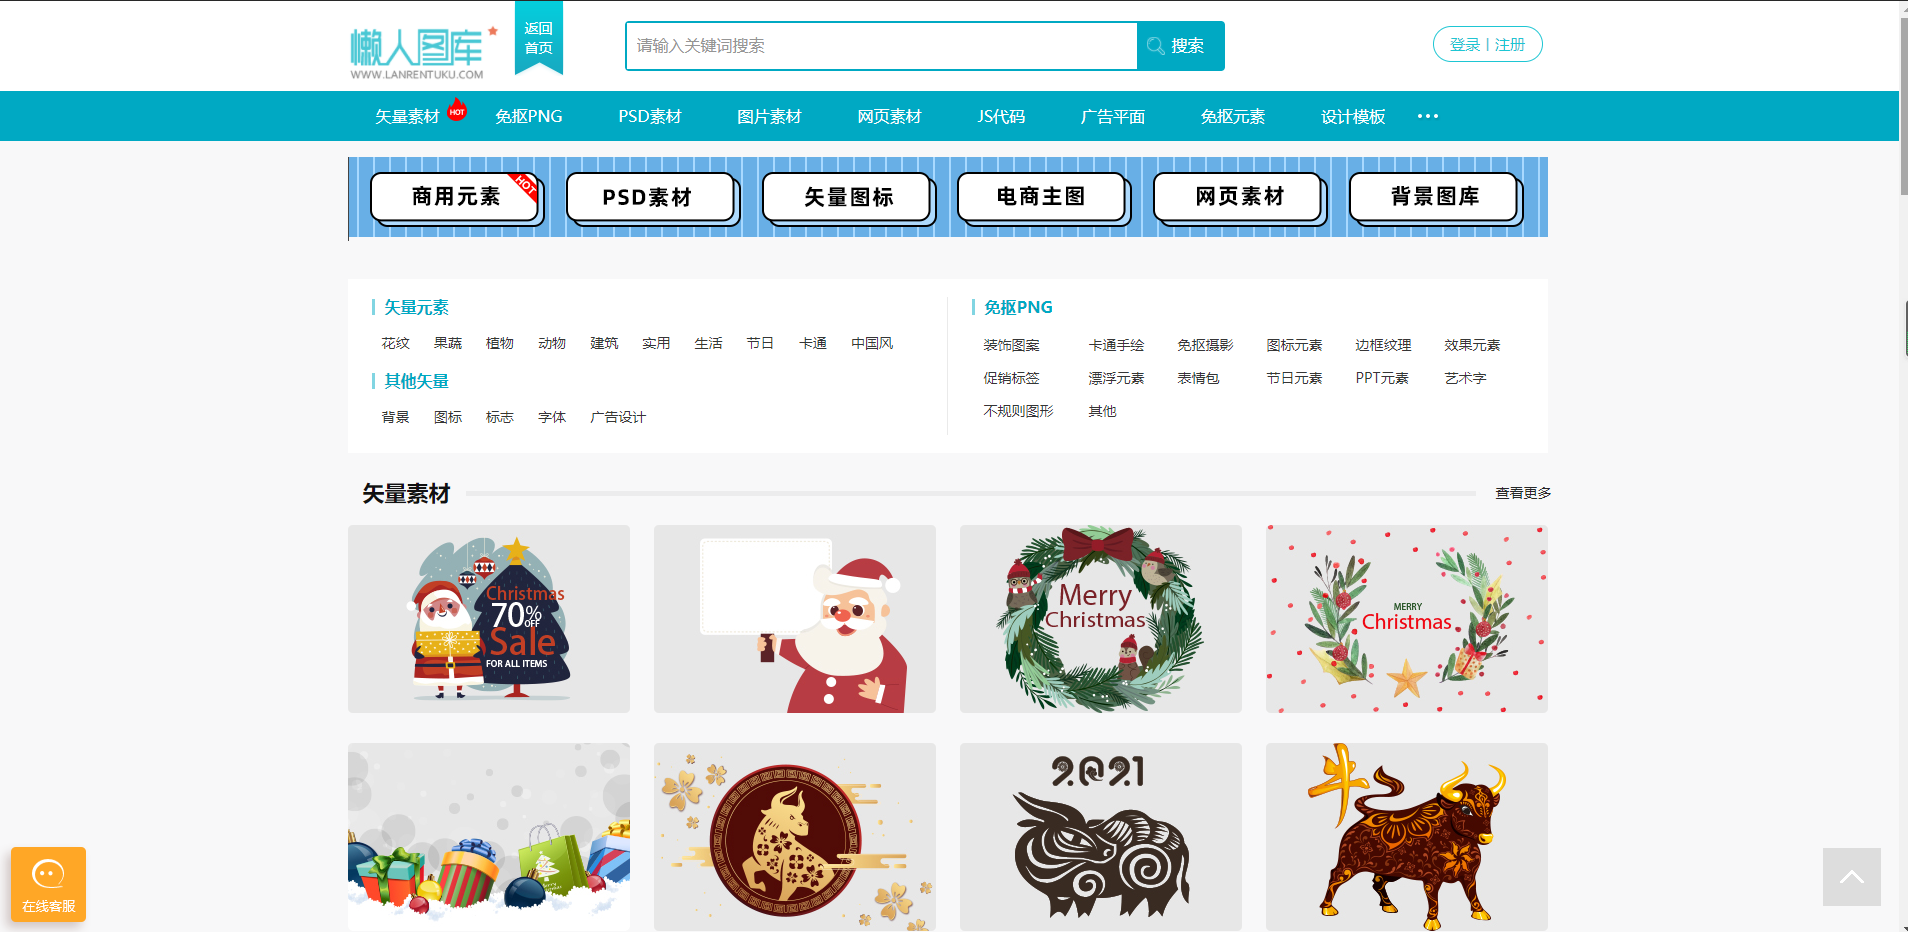 懒人图库
WWW.LANRENTUKU.COM
返回
首页
请输入关键词搜索
搜索
登录 | 注册
矢量素材 HOT 免抠PNG PSD素材 图片素材 网页素材 JS代码 广告平面 免抠元素 设计模板 ···
商用元素 HOT PSD素材 矢量图标 电商主图 网页素材 背景图库
矢量元素
花纹 果蔬 植物 动物 建筑 实用 生活 节日 卡通 中国风
其他矢量
背景 图标 标志 字体 广告设计
免抠PNG
装饰图案 卡通手绘 免抠摄影 图标元素 边框纹理 效果元素
促销标签 漂浮元素 表情包 节日元素 PPT元素 艺术字
不规则图形 其他
矢量素材
查看更多
Christmas
70% OFF
Sale
FOR ALL ITEMS
Merry
Christmas
MERRY
Christmas
2021
牛
在线客服